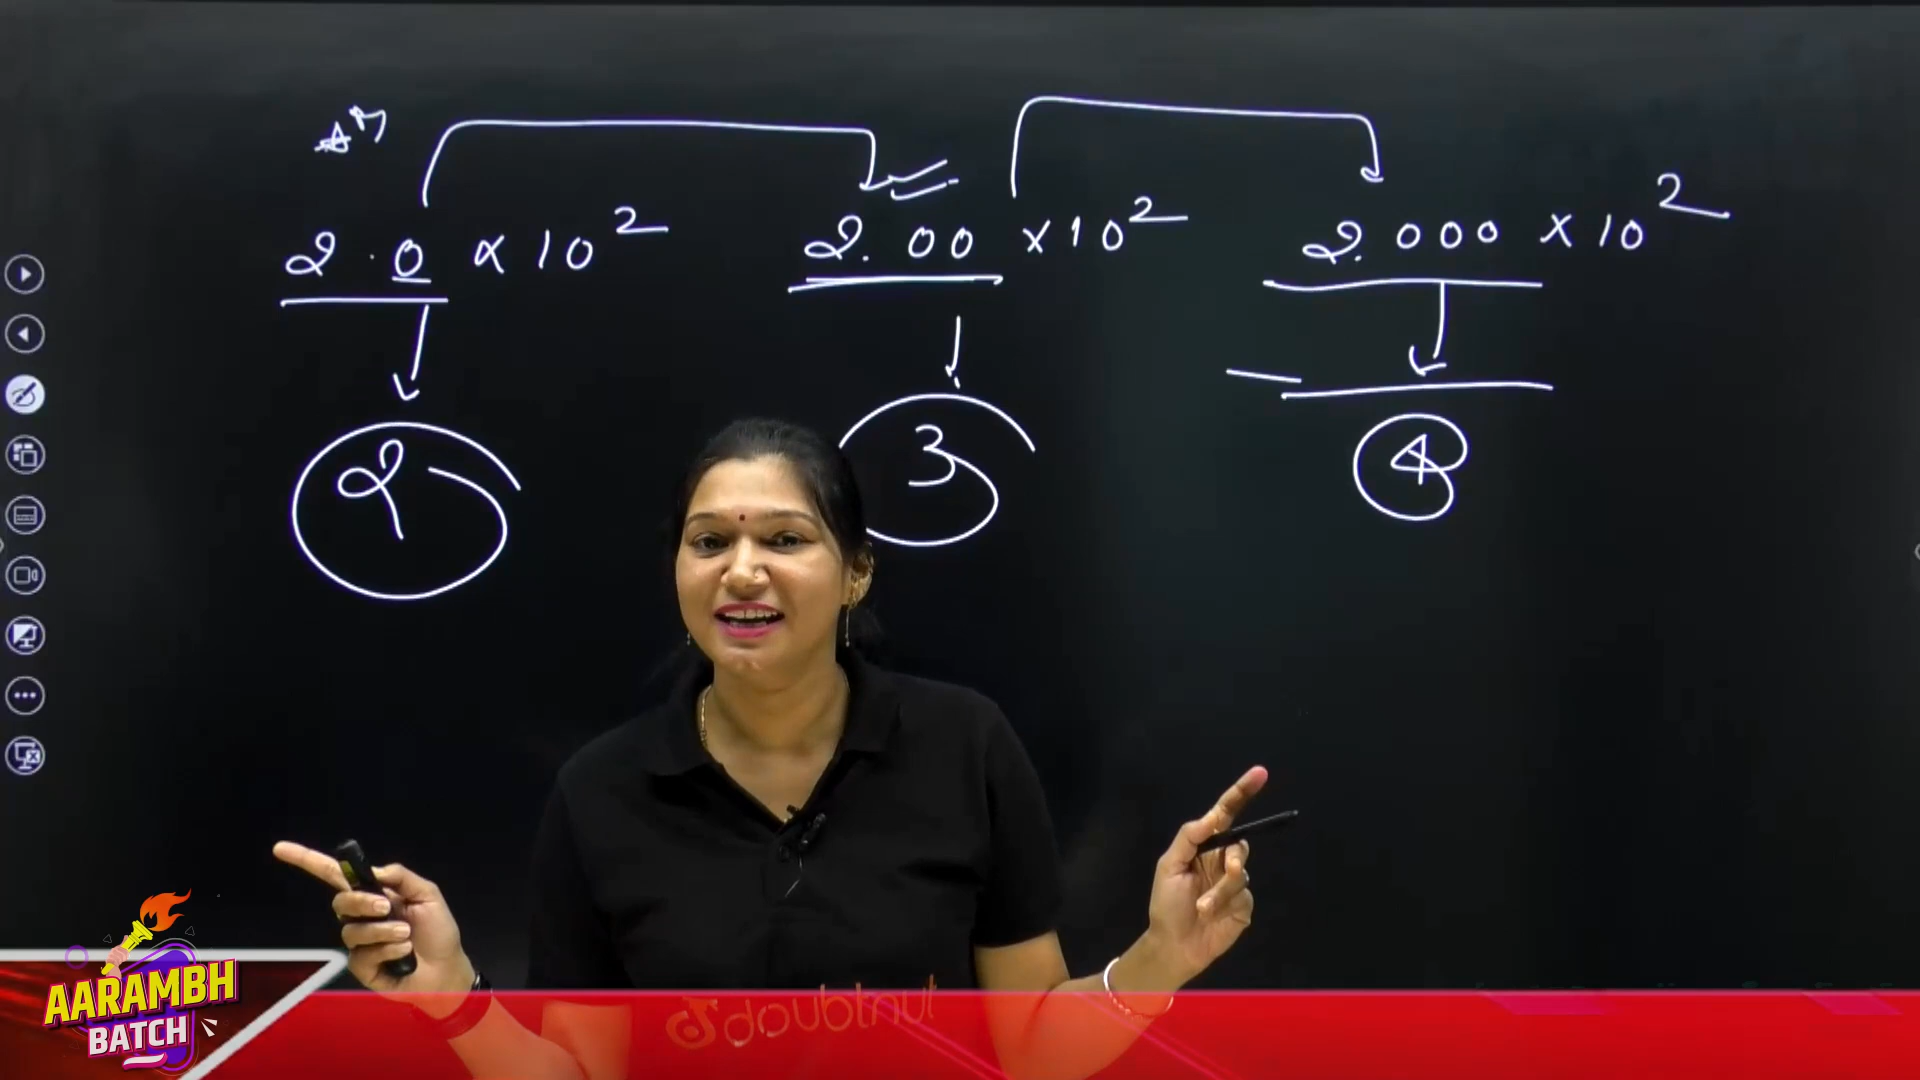 2.0 × 10² 2.00 × 10² 2.000 × 10²
2 3 4
AARAMBH
BATCH
doubtnut